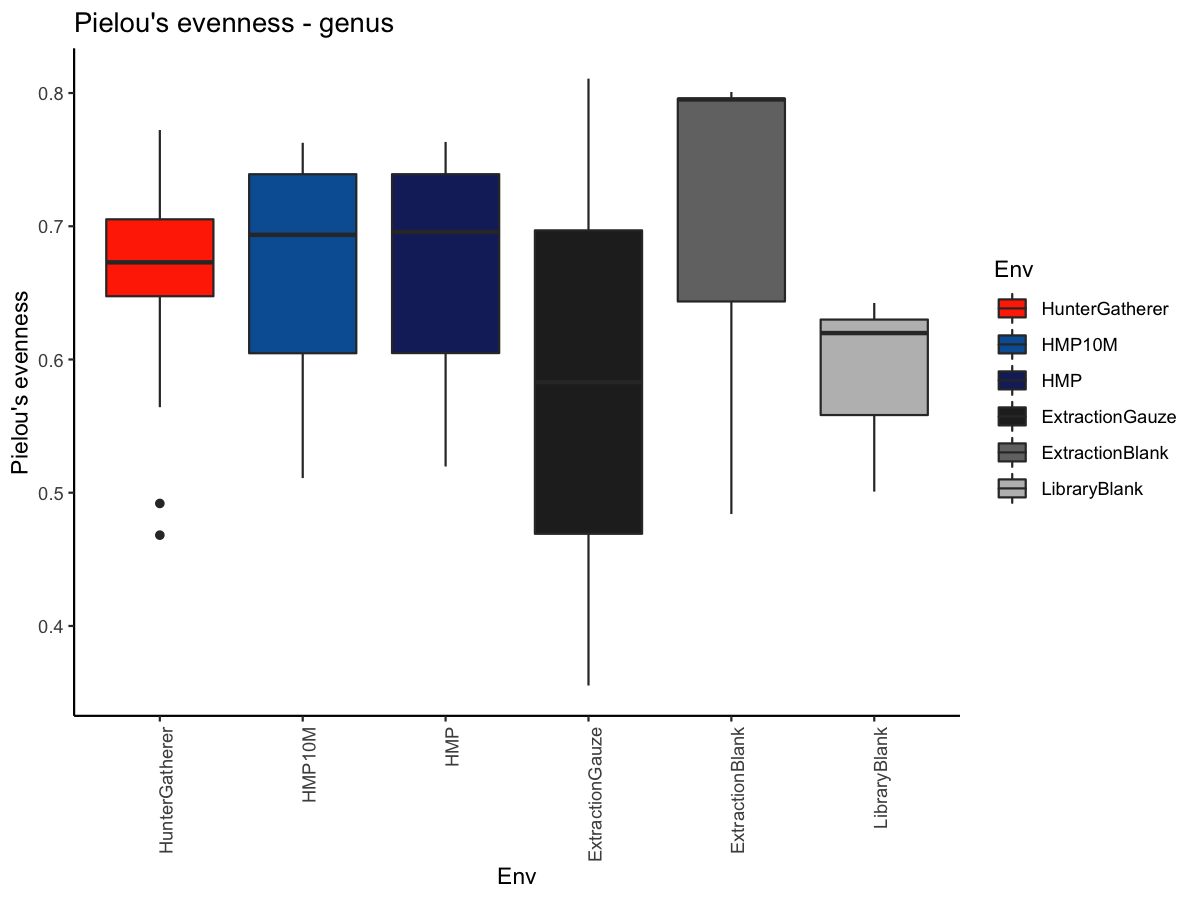 Pielou's evenness - genus
Pielou's evenness
0.8
0.7
0.6
0.5
0.4
HunterGatherer
HMP10M
HMP
ExtractionGauze
ExtractionBlank
LibraryBlank
Env
Env
HunterGatherer
HMP10M
HMP
ExtractionGauze
ExtractionBlank
LibraryBlank